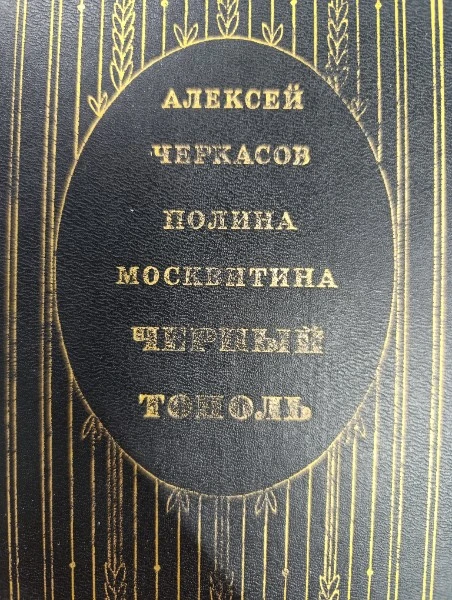 АЛЕКСЕЙ
ЧЕРКАСОВ
ПОЛИНА
МОСКВИТИНА
ЧЕРНЫЙ
ТОПОЛЬ